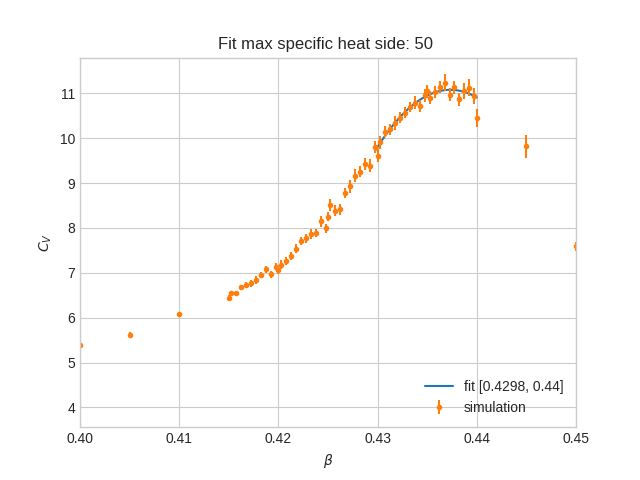 Fit max specific heat side: 50
C_V
11
10
9
8
7
6
5
4
fit [0.4298, 0.44]
simulation
0.40 0.41 0.42 0.43 0.44 0.45
β